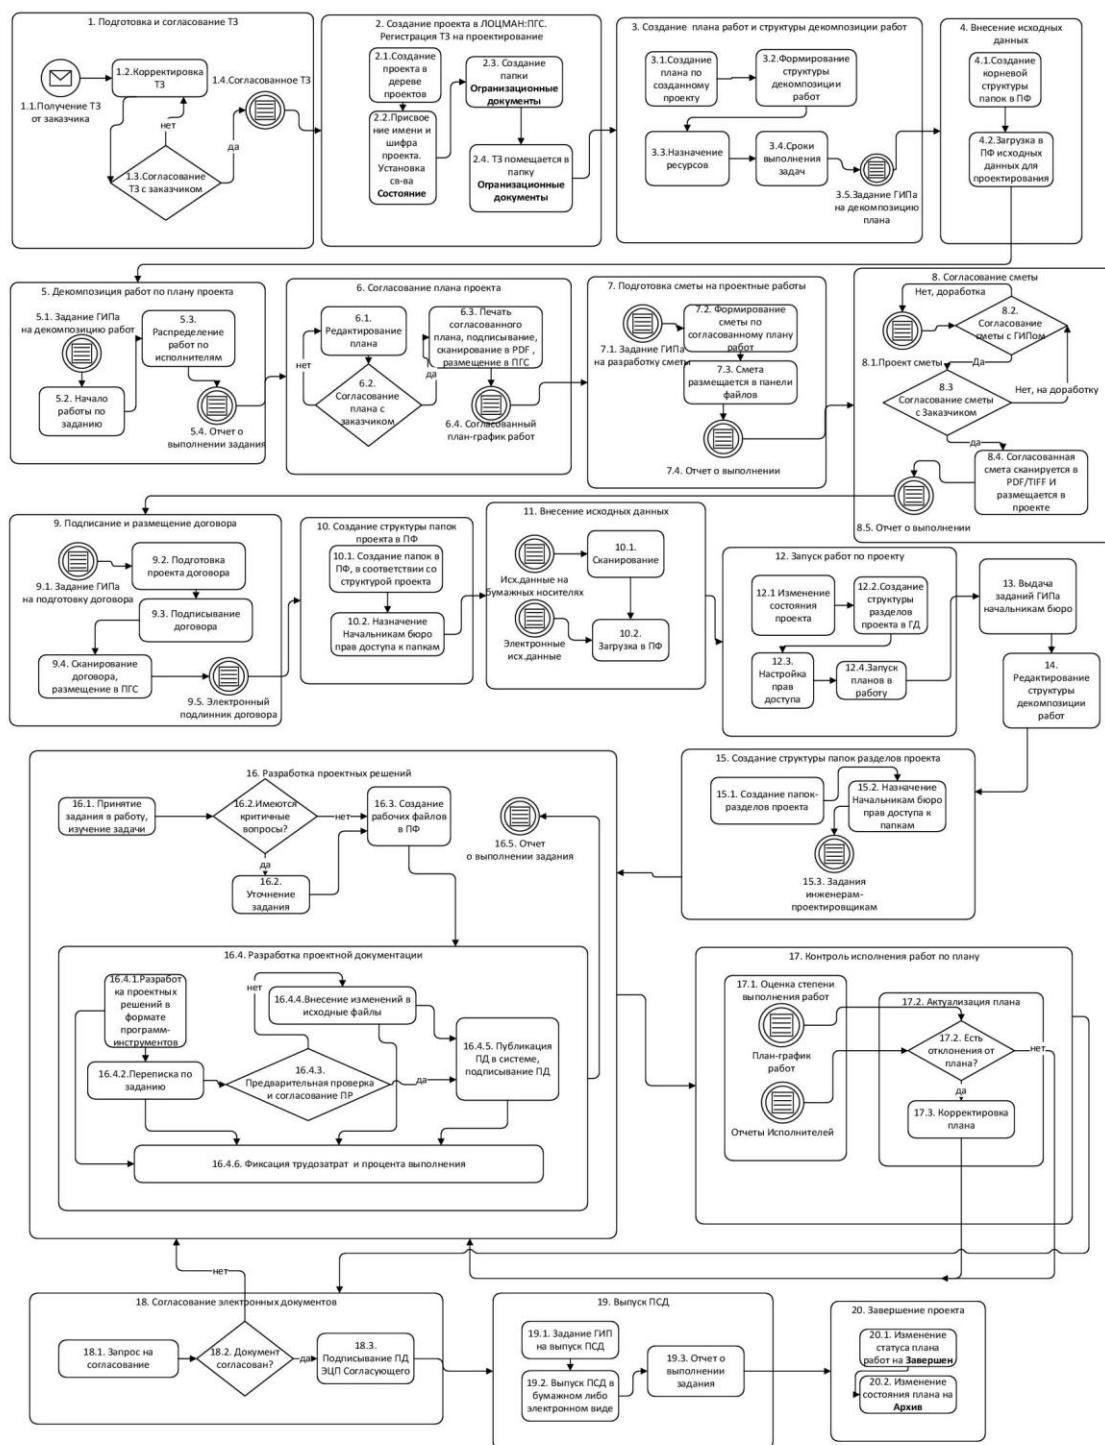 1. Подготовка и согласование ТЗ
1.1.Получение ТЗ
от заказчика
1.2.Корректировка
ТЗ
нет
1.3.Согласование
ТЗ с заказчиком
да
1.4.Согласованное ТЗ
2. Создание проекта в ЛОЦМАН:ПГС.
Регистрация ТЗ на проектирование
2.1.Создание
проекта в
дереве
проектов
2.2.Присвое
ние имени и
шифра
проекта.
Установка
св-ва
Состояние
2.3. Создание
папки
Огранизационные
документы
2.4. ТЗ помещается в
папку
Огранизационные
документы
3. Создание плана работ и структуры декомпозиции работ
3.1.Создание
плана по
созданному
проекту
3.2.Формирование
структуры
декомпозиции
работ
3.3.Назначение
ресурсов
3.4.Сроки
выполнения
задач
3.5.Задание ГИПа
на декомпозицию
плана
4. Внесение исходных
данных
4.1.Создание
корневой
структуры
папок в ПФ
4.2.Загрузка в
ПФ исходных
данных для
проектирования
5. Декомпозиция работ по плану проекта
5.1. Задание ГИПа
на декомпозицию работ
5.2. Начало
работы по
заданию
5.3.
Распределение
работ по
исполнителям
5.4. Отчет о
выполнении задания
6. Согласование плана проекта
6.1.
Редактирование
плана
нет
6.2.
Согласование
плана с
заказчиком
да
6.3. Печать
согласованного
плана, подписывание,
сканирование в PDF ,
размещение в ПГС
6.4. Согласованный
план-график работ
7. Подготовка сметы на проектные работы
7.1. Задание ГИПа
на разработку сметы
7.2. Формирование
сметы по
согласованному плану
работ
7.3. Смета
размещается в панели
файлов
7.4. Отчет о выполнении
8. Согласование сметы
Нет, доработка
8.1.Проект сметы
8.2.
Согласование
сметы с ГИПом
Да
8.3
Согласование сметы
с Заказчиком
Нет, на доработку
да
8.4. Согласованная
смета сканируется в
PDF/TIFF И
размещается в
проекте
8.5. Отчет о выполнении
9. Подписание и размещение договора
9.1. Задание ГИПа
на подготовку договора
9.2. Подготовка
проекта договора
9.3. Подписывание
договора
9.4. Сканирование
договора,
размещение в ПГС
9.5. Электронный
подлинник договора
10. Создание структуры папок
проекта в ПФ
10.1. Создание папок в
ПФ, в соответствии со
структурой проекта
10.2. Назначение
Начальникам бюро
прав доступа к папкам
11. Внесение исходных данных
Исх.данные на
бумажных носителях
10.1.
Сканирование
Электронные
исх.данные
10.2.
Загрузка в ПФ
12. Запуск работ по проекту
12.1 Изменение
состояния
проекта
12.2.Создание
структуры
разделов
проекта в ГД
12.3.
Настройка
прав
доступа
12.4.Запуск
планов в
работу
13. Выдача
заданий ГИПа
начальникам бюро
14.
Редактирование
структуры
декомпозиции
работ
15. Создание структуры папок разделов проекта
15.1. Создание папок-
разделов проекта
15.2. Назначение
Начальникам бюро
прав доступа к
папкам
15.3. Задания
инженерам-
проектировщикам
16. Разработка проектных решений
16.1. Принятие
задания в работу,
изучение задачи
16.2.Имеются
критичные
вопросы?
нет
да
16.2.
Уточнение
задания
16.3. Создание
рабочих файлов
в ПФ
16.5. Отчет
о выполнении задания
16.4. Разработка проектной документации
16.4.1.Разработ
ка проектных
решений в
формате
программ-
инструментов
16.4.2.Переписка по
заданию
нет
16.4.3.
Предварительная проверка
и согласование ПР
да
16.4.4.Внесение изменений в
исходные файлы
16.4.5. Публикация
ПД в системе,
подписывание ПД
16.4.6. Фиксация трудозатрат и процента выполнения
17. Контроль исполнения работ по плану
17.1. Оценка степени
выполнения работ
План-график
работ
Отчеты Исполнителей
17.2. Актуализация плана
17.2. Есть
отклонения от
плана?
нет
да
17.3. Корректировка
плана
нет
18. Согласование электронных документов
18.1. Запрос на
согласование
18.2. Документ
согласован?
да
18.3.
Подписывание ПД
ЭЦП Согласующего
19. Выпуск ПСД
19.1. Задание ГИП
на выпуск ПСД
19.2. Выпуск ПСД в
бумажном либо
электронном виде
19.3. Отчет о
выполнении
задания
20. Завершение проекта
20.1. Изменение
статуса плана
работ на Завершен
20.2. Изменение
состояния плана на
Архив